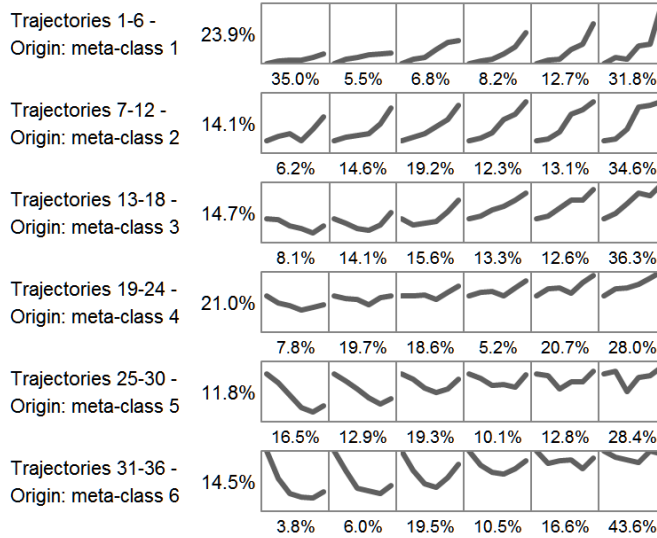 Trajectories 1-6 -
Origin: meta-class 1
23.9%
35.0% 5.5% 6.8% 8.2% 12.7% 31.8%
Trajectories 7-12 -
Origin: meta-class 2
14.1%
6.2% 14.6% 19.2% 12.3% 13.1% 34.6%
Trajectories 13-18 -
Origin: meta-class 3
14.7%
8.1% 14.1% 15.6% 13.3% 12.6% 36.3%
Trajectories 19-24 -
Origin: meta-class 4
21.0%
7.8% 19.7% 18.6% 5.2% 20.7% 28.0%
Trajectories 25-30 -
Origin: meta-class 5
11.8%
16.5% 12.9% 19.3% 10.1% 12.8% 28.4%
Trajectories 31-36 -
Origin: meta-class 6
14.5%
3.8% 6.0% 19.5% 10.5% 16.6% 43.6%